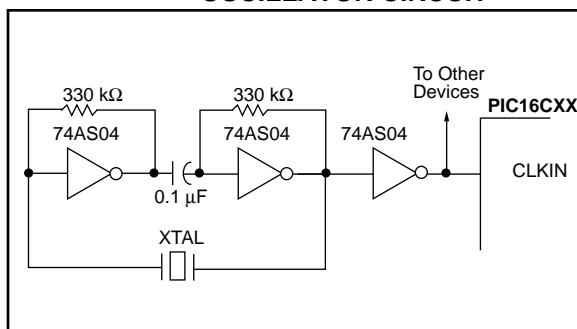 OSCILLATOR CIRCUIT
330 kΩ
330 kΩ
To Other
Devices
PIC16CXX
74AS04
74AS04
74AS04
CLKIN
0.1 μF
XTAL